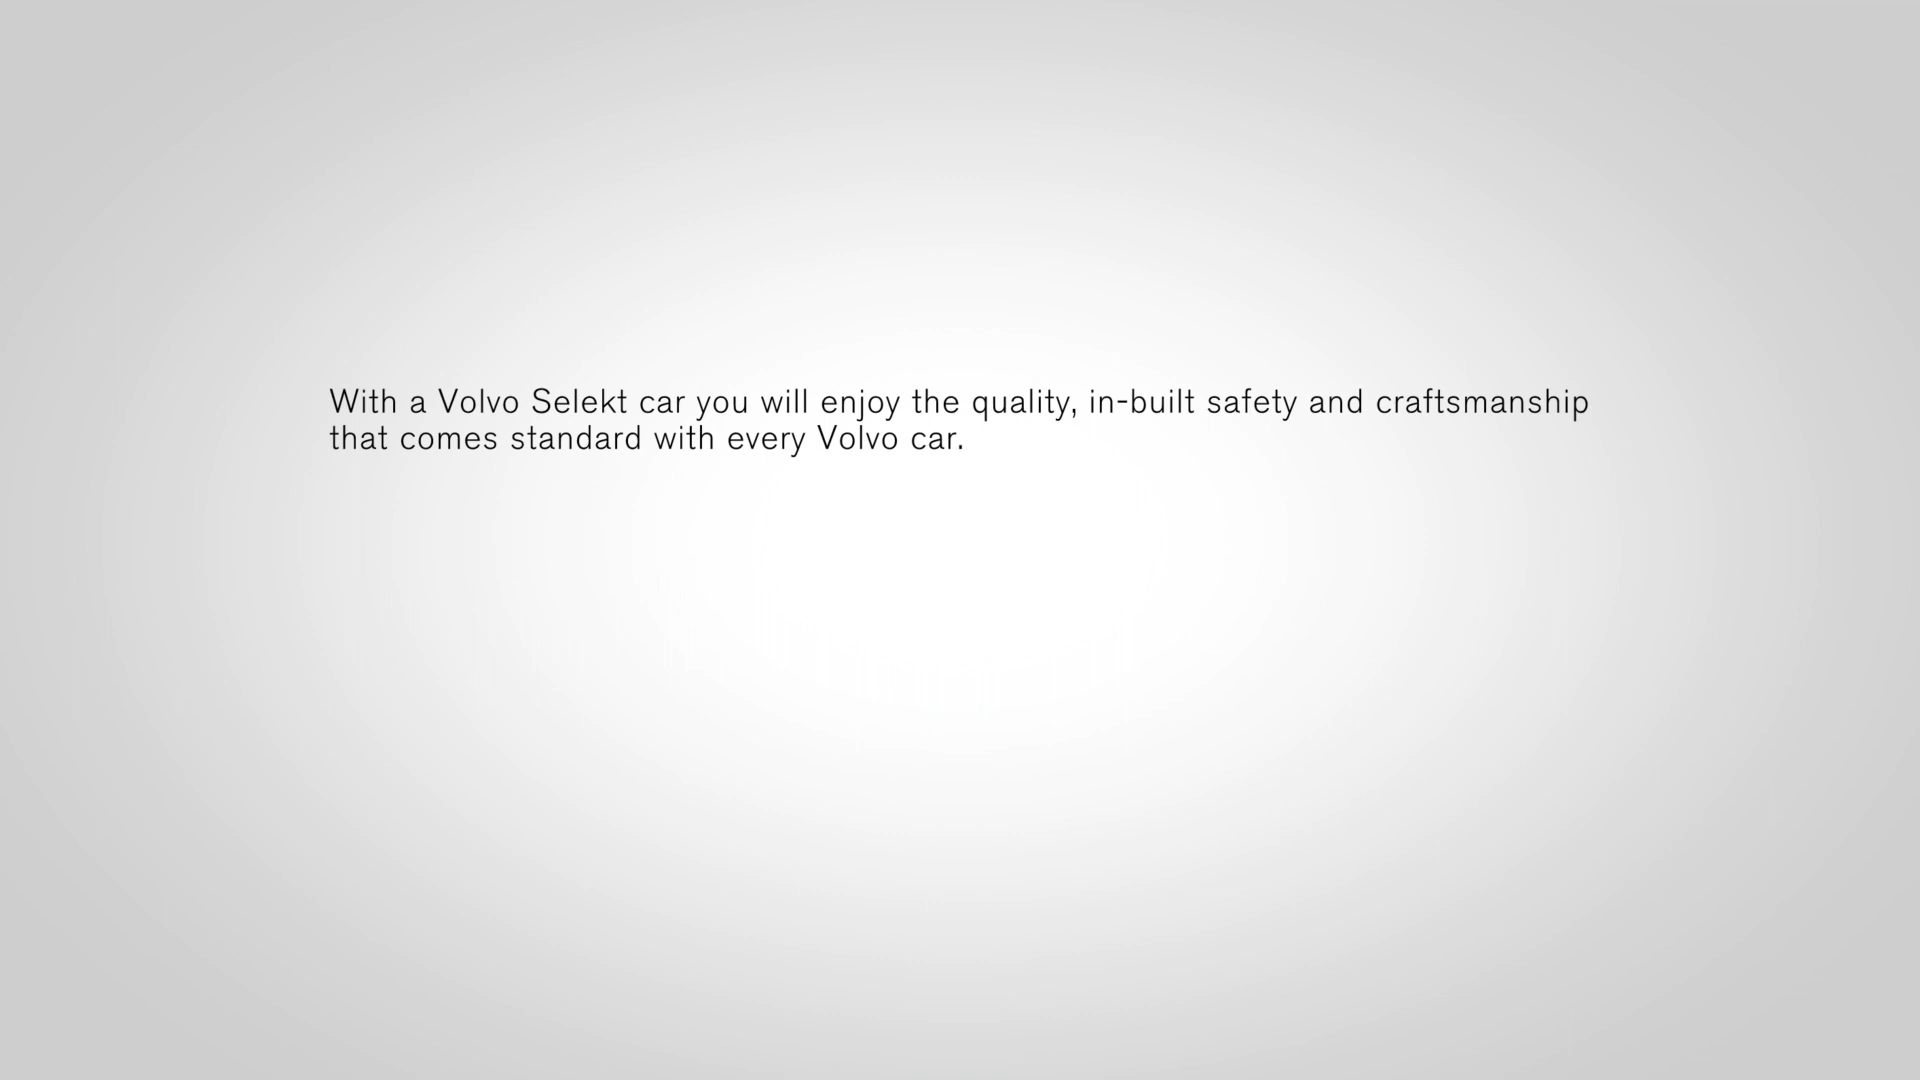 With a Volvo Selekt car you will enjoy the quality, in-built safety and craftsmanship
that comes standard with every Volvo car.